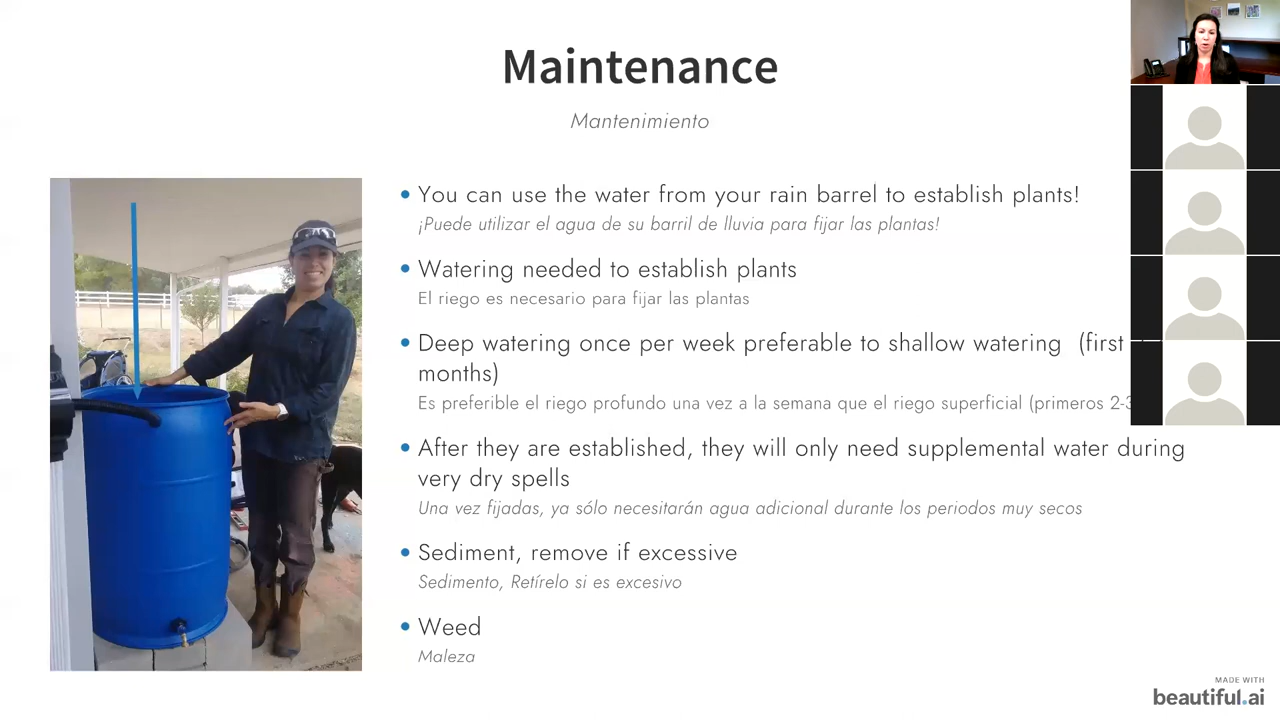 Maintenance
Mantenimiento
You can use the water from your rain barrel to establish plants!
¡Puede utilizar el agua de su barril de lluvia para fijar las plantas!
Watering needed to establish plants
El riego es necesario para fijar las plantas
Deep watering once per week preferable to shallow watering (first
months)
Es preferible el riego profundo una vez a la semana que el riego superficial (primeros 2-3
After they are established, they will only need supplemental water during
very dry spells
Una vez fijadas, ya sólo necesitarán agua adicional durante los periodos muy secos
Sediment, remove if excessive
Sedimento, Retírelo si es excesivo
Weed
Maleza
MADE WITH
beautiful.ai